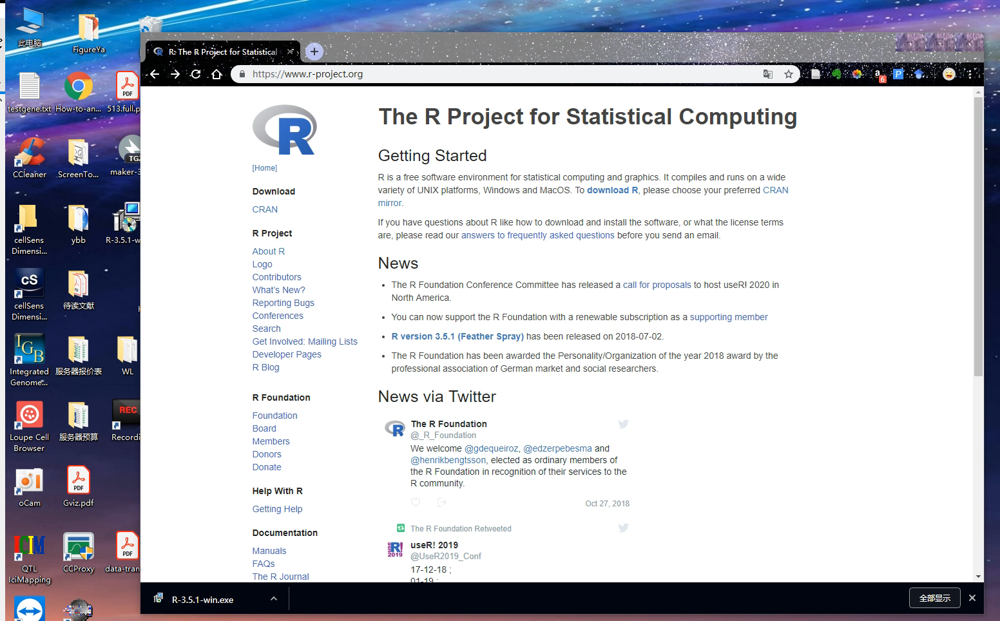 此电脑
FigureYa
testgene.txt
How-to-an...
PDF
513.full.p
CCleaner
ScreenTo...
TGZ
maker-3
cellSens
Dimensi...
ybb
R-3.5.1-w
cS
cellSens
Dimensi...
待读文献
IGB
Integrated
Genome...
服务器报价表
WL
Loupe Cell
Browser
服务器预算
REC
Recordi
oCam
PDF
Gviz.pdf
ICIM
QTL
IciMapping
CCProxy
PDF
data-tran
R: The R Project for Statistical
https://www.r-project.org
a
6
P
R
[Home]
Download
CRAN
R Project
About R
Logo
Contributors
What's New?
Reporting Bugs
Conferences
Search
Get Involved: Mailing Lists
Developer Pages
R Blog
R Foundation
Foundation
Board
Members
Donors
Donate
Help With R
Getting Help
Documentation
Manuals
FAQs
The R Journal
The R Project for Statistical Computing
Getting Started
R is a free software environment for statistical computing and graphics. It compiles and runs on a wide
variety of UNIX platforms, Windows and MacOS. To download R, please choose your preferred CRAN
mirror.
If you have questions about R like how to download and install the software, or what the license terms
are, please read our answers to frequently asked questions before you send an email.
News
• The R Foundation Conference Committee has released a call for proposals to host useR! 2020 in
North America.
• You can now support the R Foundation with a renewable subscription as a supporting member
• R version 3.5.1 (Feather Spray) has been released on 2018-07-02.
• The R Foundation has been awarded the Personality/Organization of the year 2018 award by the
professional association of German market and social researchers.
News via Twitter
R
The R Foundation
@_R_Foundation
We welcome @gdequeiroz, @edzerpebesma and
@henrikbengtsson, elected as ordinary members of
the R Foundation in recognition of their services to the
R community.
Oct 27, 2018
The R Foundation Retweeted
useR!
2019
useR! 2019
@UseR2019_Conf
17-12-18 ;
01-19 ;
R-3.5.1-win.exe
全部显示